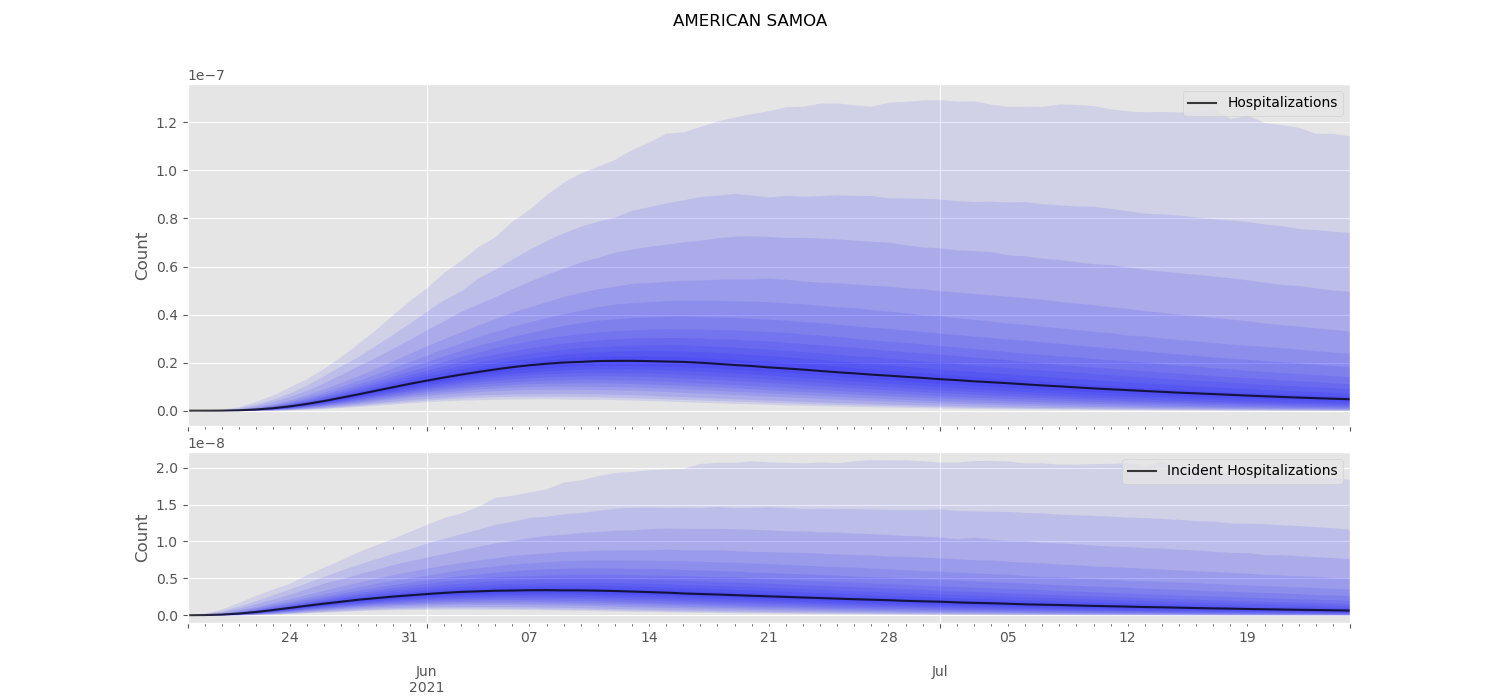 AMERICAN SAMOA
1e−7
Hospitalizations
1.2
1.0
0.8
0.6
0.4
0.2
0.0
Count
1e−8
Incident Hospitalizations
2.0
1.5
1.0
0.5
0.0
Count
24 31 07 14 21 28 05 12 19
Jun Jul
2021